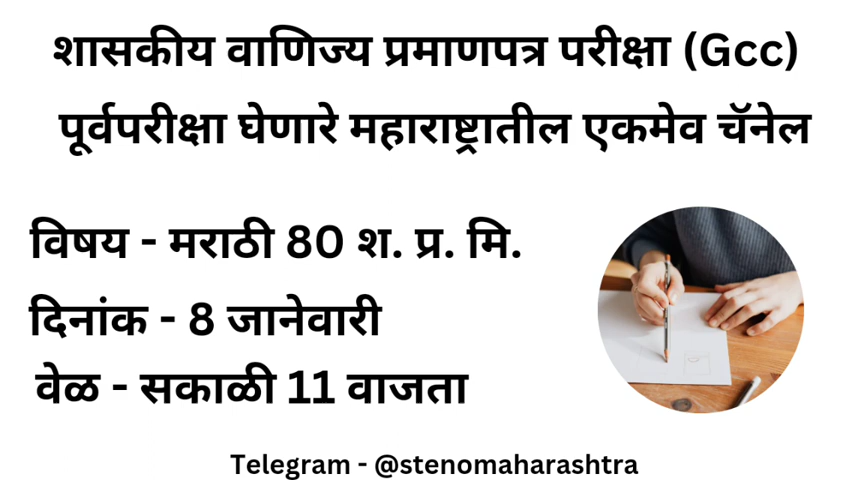 शासकीय वाणिज्य प्रमाणपत्र परीक्षा (Gcc)
पूर्वपरीक्षा घेणारे महाराष्ट्रातील एकमेव चॅनेल
विषय - मराठी 80 श. प्र. मि.
दिनांक - 8 जानेवारी
वेळ - सकाळी 11 वाजता
Telegram - @stenomaharashtra